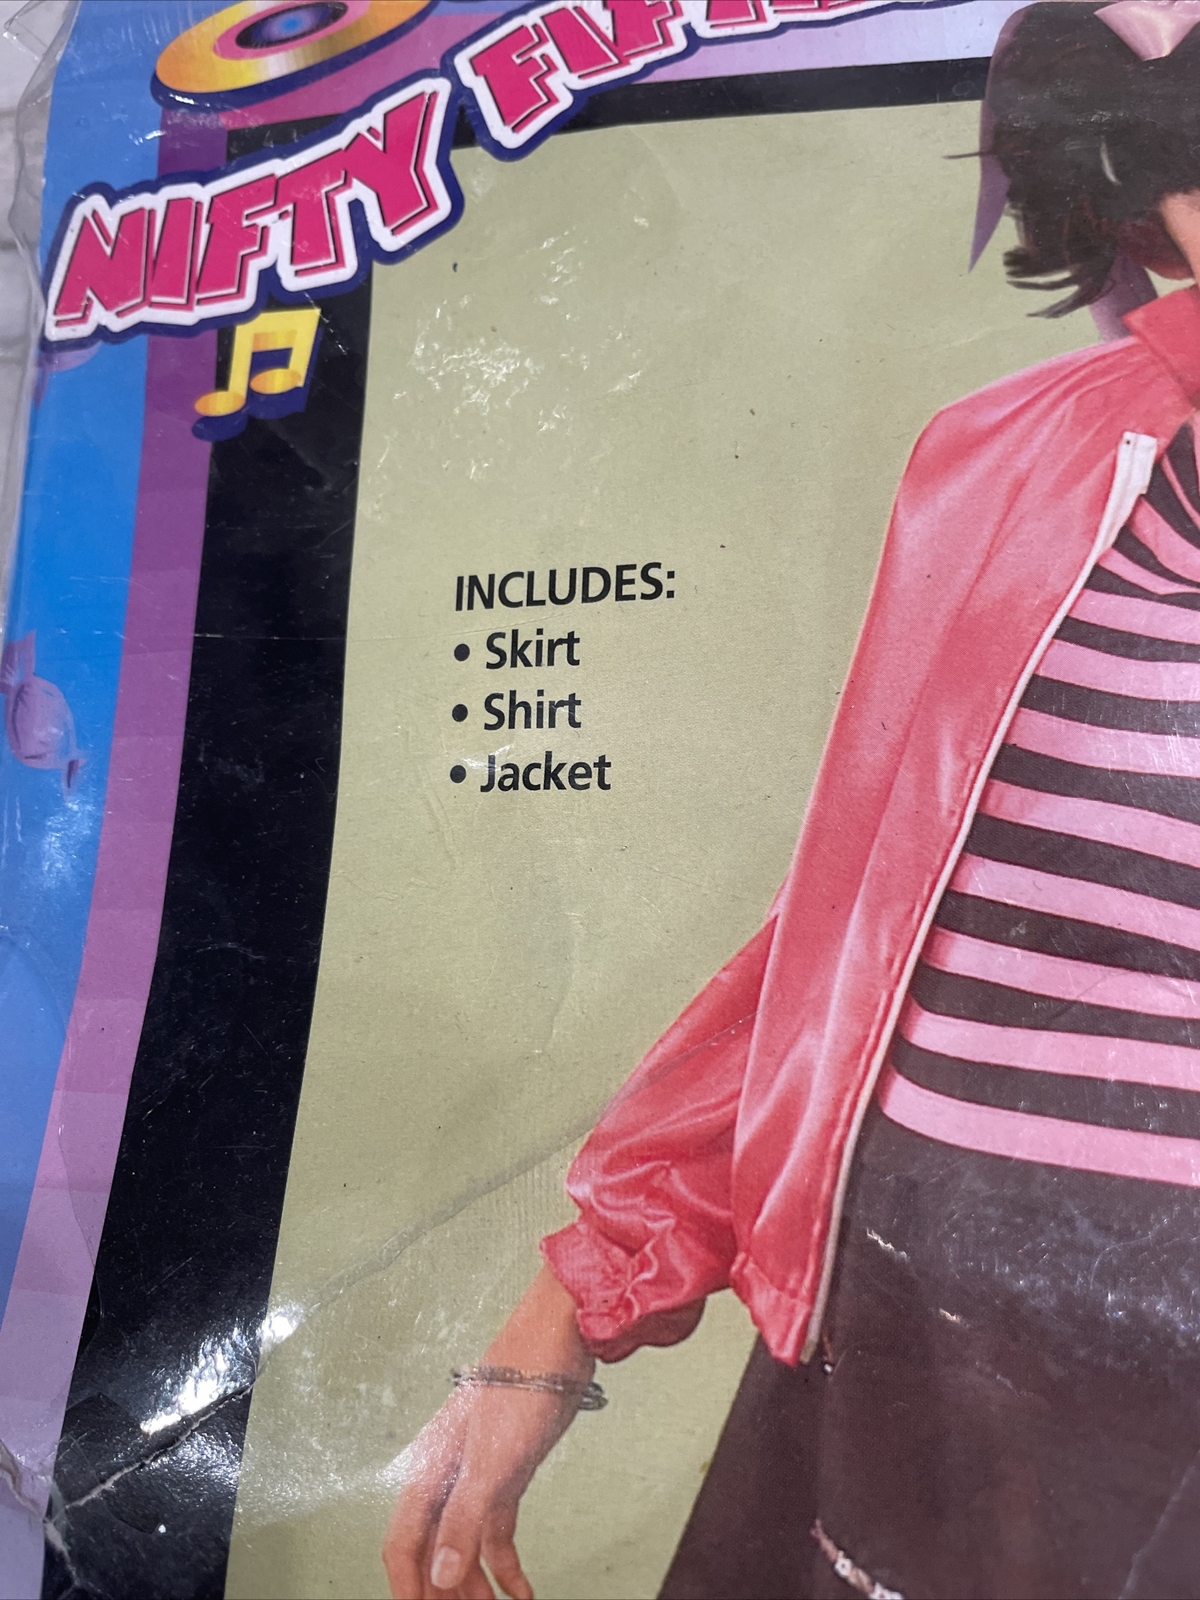 NIFTY
INCLUDES:
• Skirt
• Shirt
• Jacket